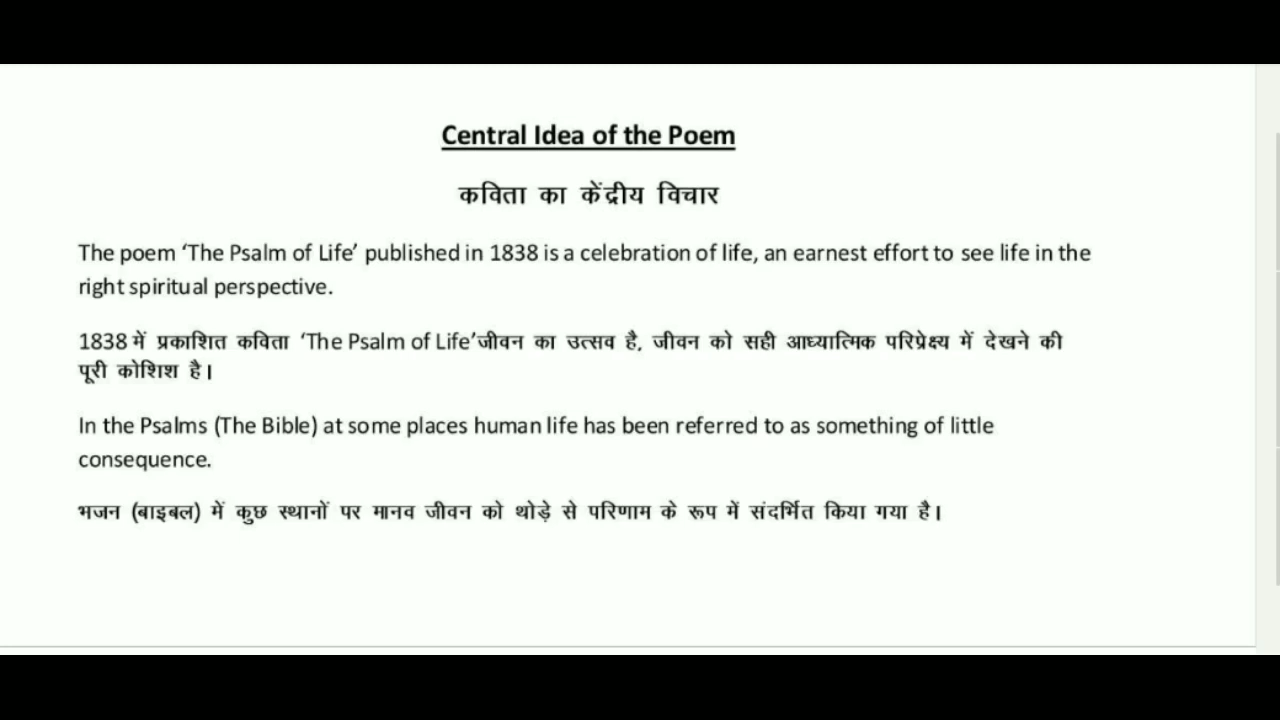 Central Idea of the Poem
कविता का केंद्रीय विचार
The poem ‘The Psalm of Life’ published in 1838 is a celebration of life, an earnest effort to see life in the
right spiritual perspective.
1838 में प्रकाशित कविता ‘The Psalm of Life’जीवन का उत्सव है, जीवन को सही आध्यात्मिक परिप्रेक्ष्य में देखने की
पूरी कोशिश है।
In the Psalms (The Bible) at some places human life has been referred to as something of little
consequence.
भजन (बाइबल) में कुछ स्थानों पर मानव जीवन को थोड़े से परिणाम के रूप में संदर्भित किया गया है।